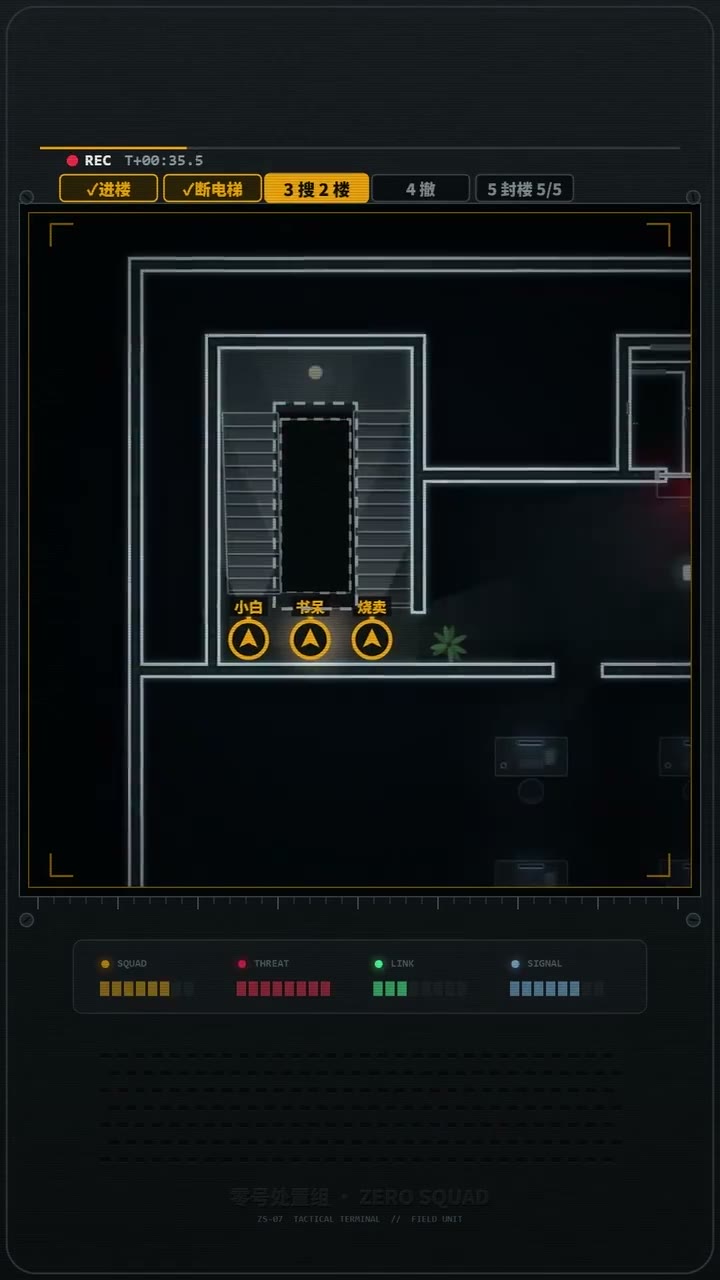 REC T+00:35.5
✓进楼 ✓断电梯 3 搜 2 楼 4 撤 5 封楼 5/5
小白 书呆 烧卖
SQUAD THREAT LINK SIGNAL
零号处置组 · ZERO SQUAD
ZS-07 TACTICAL TERMINAL // FIELD UNIT